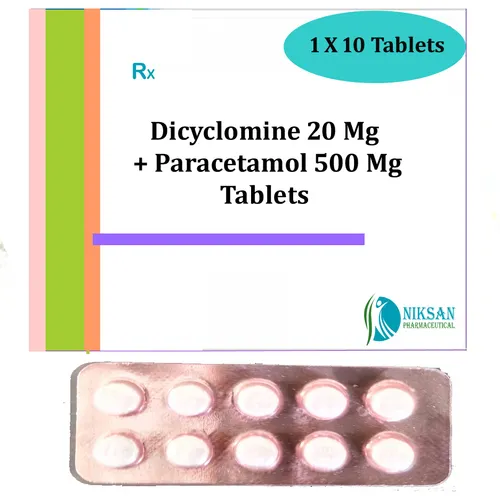 1 X 10 Tablets
Rx
Dicyclomine 20 Mg
+ Paracetamol 500 Mg
Tablets
NIKSAN
PHARMACEUTICAL